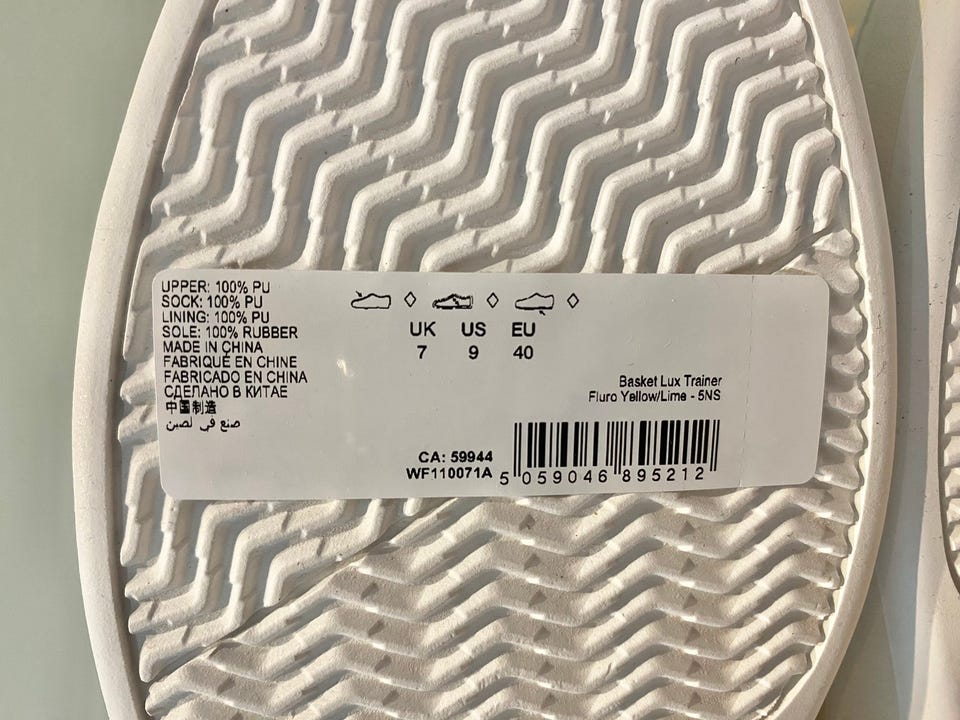 UPPER: 100% PU
SOCK: 100% PU
LINING: 100% PU
SOLE: 100% RUBBER
MADE IN CHINA
FABRIQUÉ EN CHINE
FABRICADO EN CHINA
СДЕЛАНО В КИТАЕ
中国制造
صنع في لصين
UK US EU
7 9 40
Basket Lux Trainer
Fluro Yellow/Lime - 5NS
CA: 59944
WF110071A
5 059046 895212